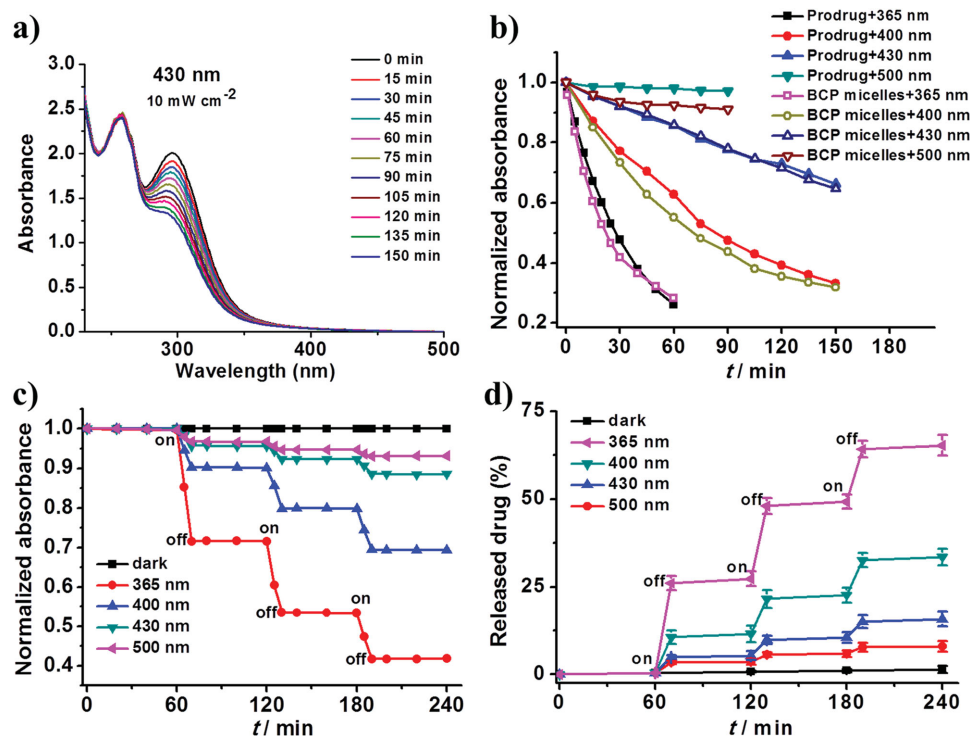 a)
430 nm
10 mW cm-2
0 min
15 min
30 min
45 min
60 min
75 min
90 min
105 min
120 min
135 min
150 min
Absorbance
3.0
2.5
2.0
1.5
1.0
0.5
0.0
300 400 500
Wavelength (nm)
b)
Prodrug+365 nm
Prodrug+400 nm
Prodrug+430 nm
Prodrug+500 nm
BCP micelles+365 nm
BCP micelles+400 nm
BCP micelles+430 nm
BCP micelles+500 nm
Normalized absorbance
1.0
0.8
0.6
0.4
0.2
0 30 60 90 120 150 180
t / min
c)
Normalized absorbance
1.0
0.9
0.8
0.7
0.6
0.5
0.4
on
off
on
off
on
off
dark
365 nm
400 nm
430 nm
500 nm
0 60 120 180 240
t / min
d)
Released drug (%)
75
50
25
0
dark
365 nm
400 nm
430 nm
500 nm
on
off
on
off
on
off
0 60 120 180 240
t / min